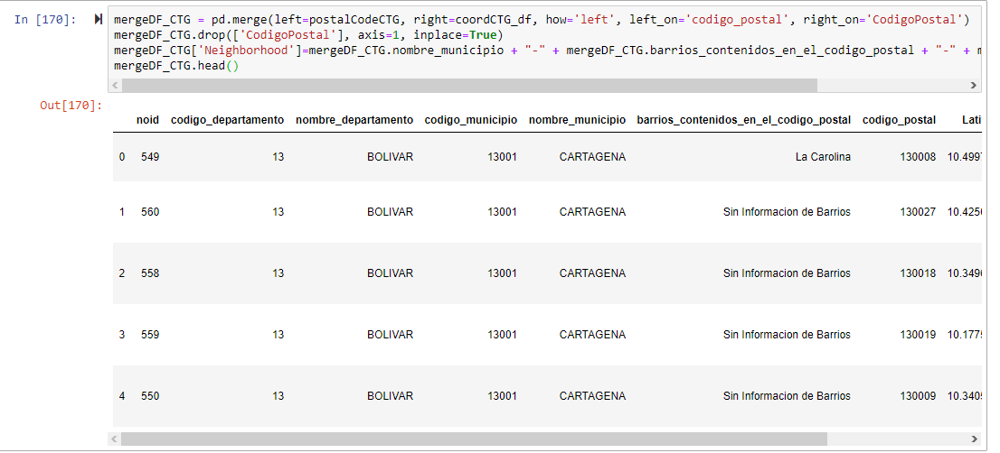 In [170]:
mergeDF_CTG = pd.merge(left=postalCodeCTG, right=coordCTG_df, how='left', left_on='codigo_postal', right_on='CodigoPostal')
mergeDF_CTG.drop(['CodigoPostal'], axis=1, inplace=True)
mergeDF_CTG['Neighborhood']=mergeDF_CTG.nombre_municipio + "-" + mergeDF_CTG.barrios_contenidos_en_el_codigo_postal + "-" + m
mergeDF_CTG.head()
Out[170]:
noid codigo_departamento nombre_departamento codigo_municipio nombre_municipio barrios_contenidos_en_el_codigo_postal codigo_postal Lati
0 549 13 BOLIVAR 13001 CARTAGENA La Carolina 130008 10.499
1 560 13 BOLIVAR 13001 CARTAGENA Sin Informacion de Barrios 130027 10.425
2 558 13 BOLIVAR 13001 CARTAGENA Sin Informacion de Barrios 130018 10.349
3 559 13 BOLIVAR 13001 CARTAGENA Sin Informacion de Barrios 130019 10.177
4 550 13 BOLIVAR 13001 CARTAGENA Sin Informacion de Barrios 130009 10.340